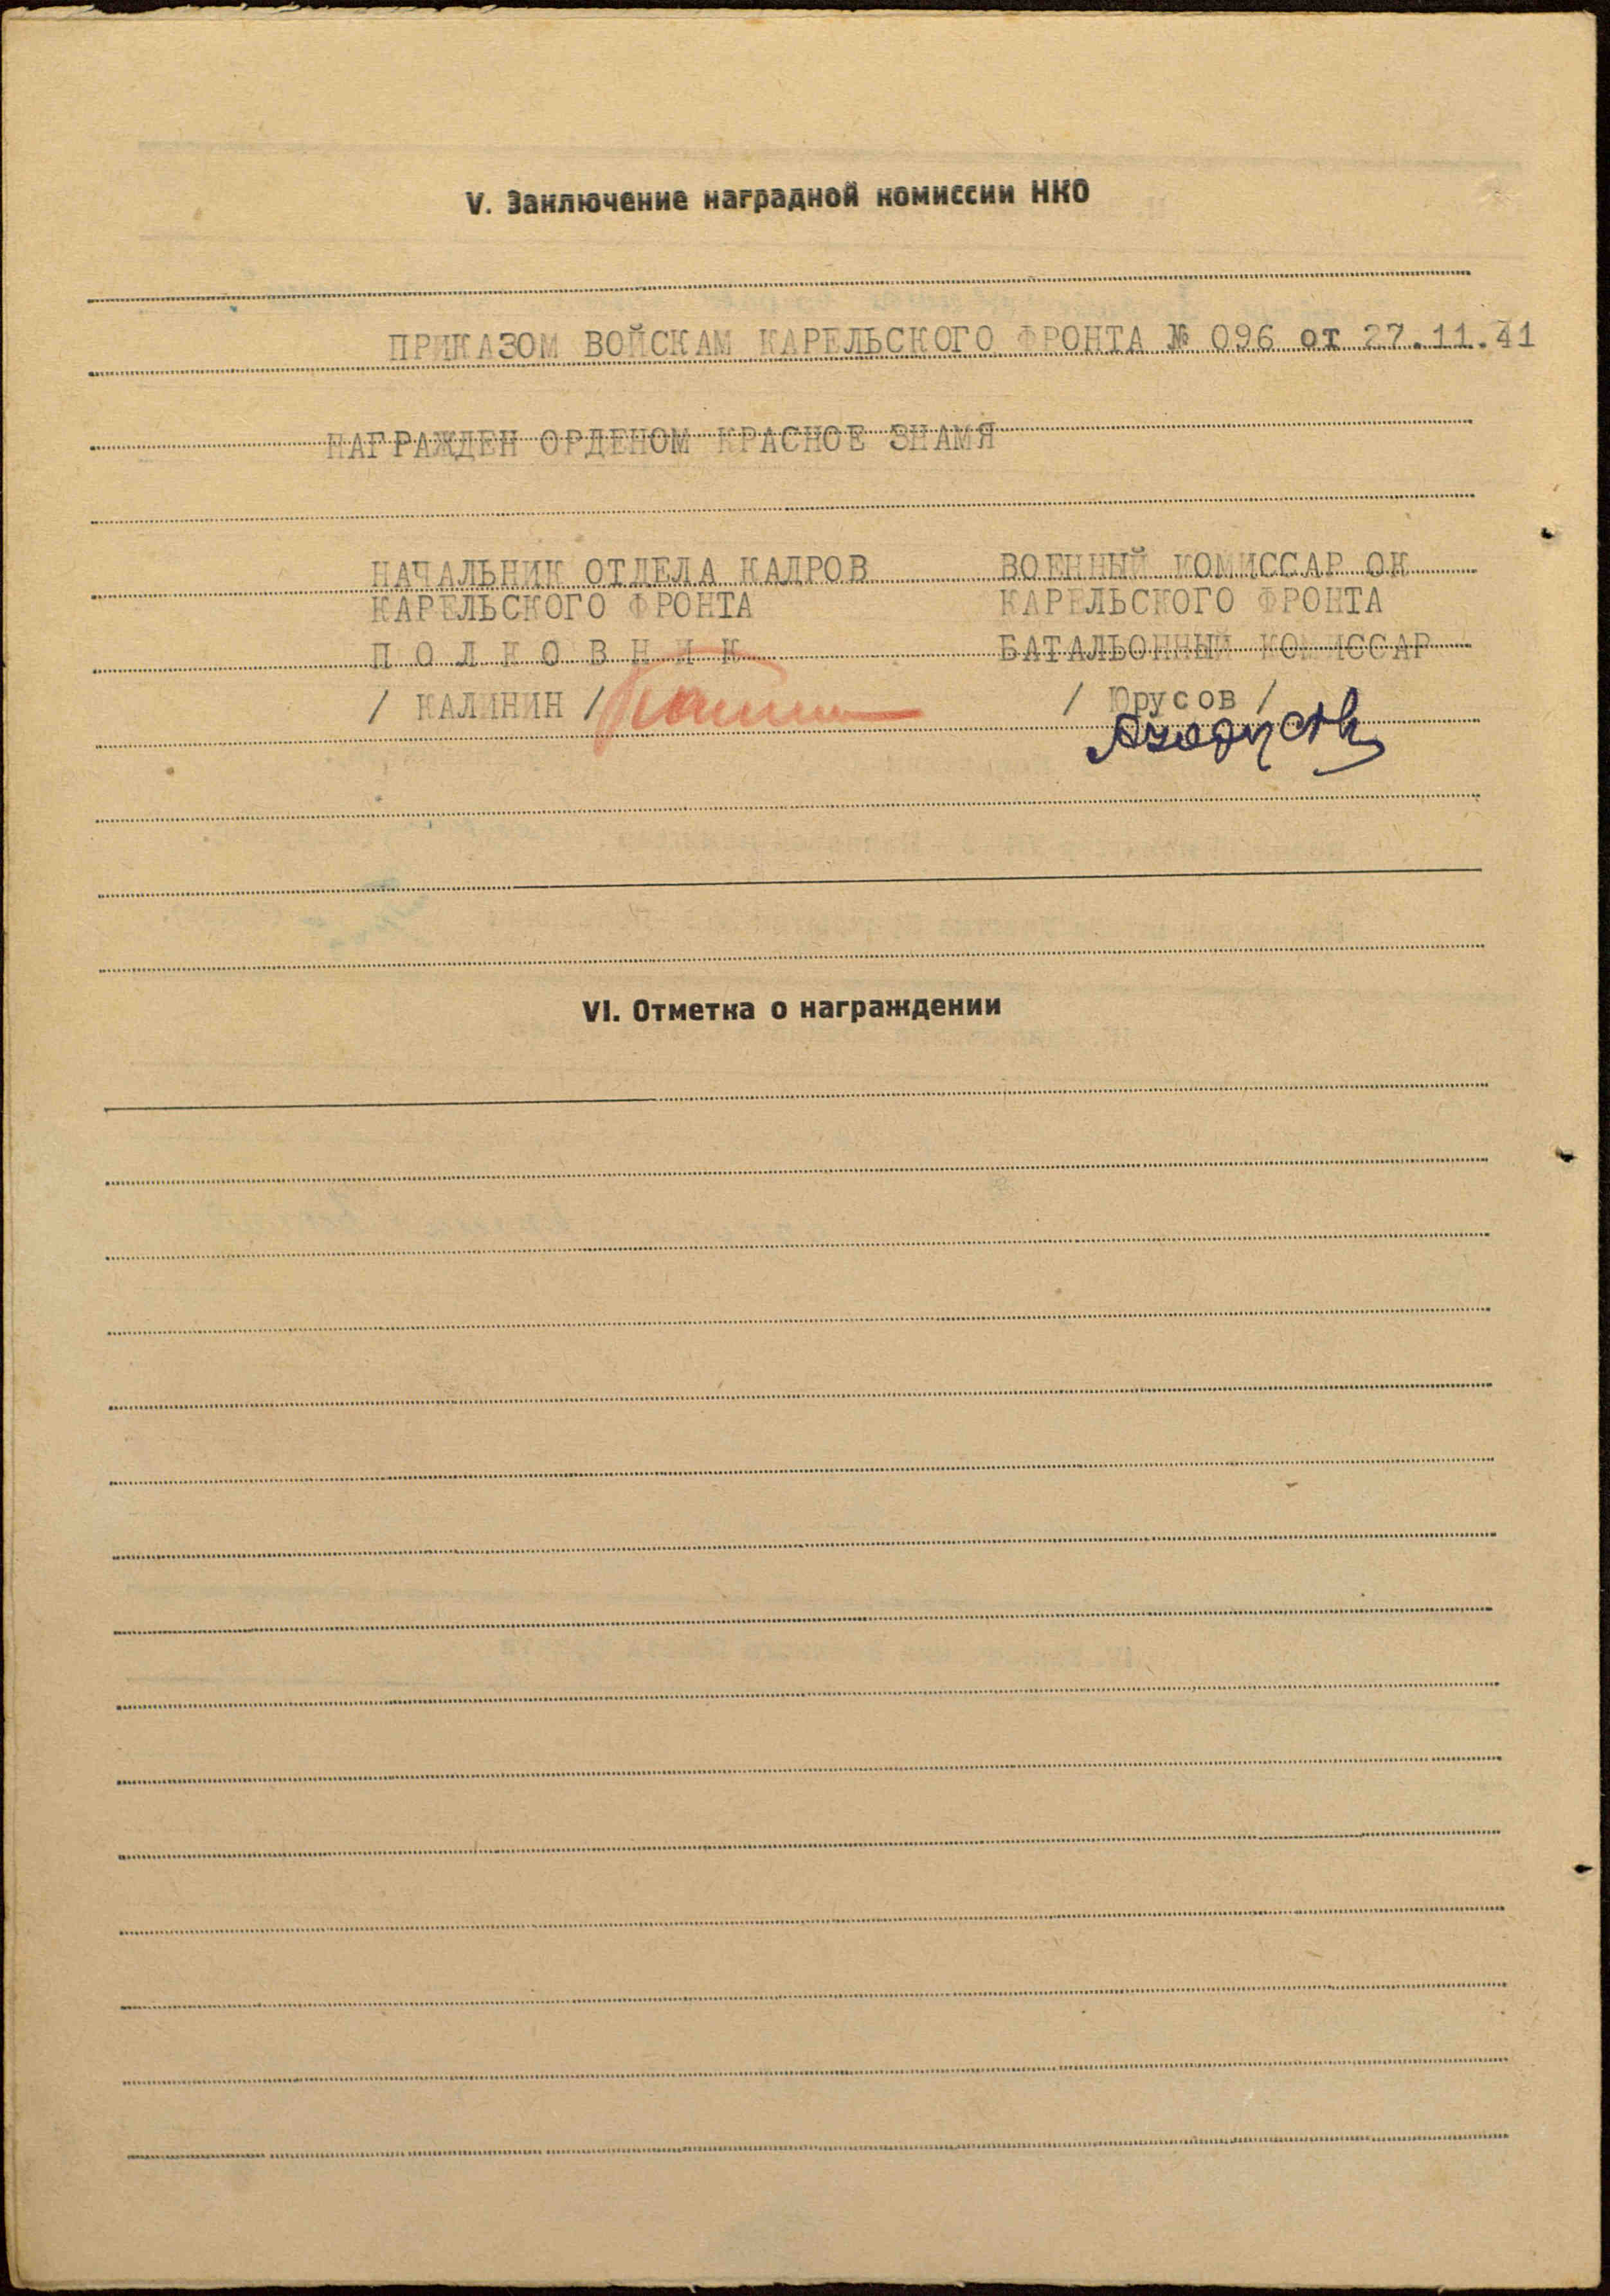 V. Заключение наградной комиссии НКО
ПРИКАЗОМ ВОЙСКАМ КАРЕЛЬСКОГО ФРОНТА № 096 от 27.11.41
НАГРАЖДЕН ОРДЕНОМ КРАСНОЕ ЗНАМЯ
НАЧАЛЬНИК ОТДЕЛА КАДРОВ ВОЕННЫЙ КОМИССАР ОК
КАРЕЛЬСКОГО ФРОНТА КАРЕЛЬСКОГО ФРОНТА
П О Л К О В Н И К БАТАЛЬОННЫЙ КОМИССАР
/ КАЛИНИН / / Юрусов /
VI. Отметка о награждении